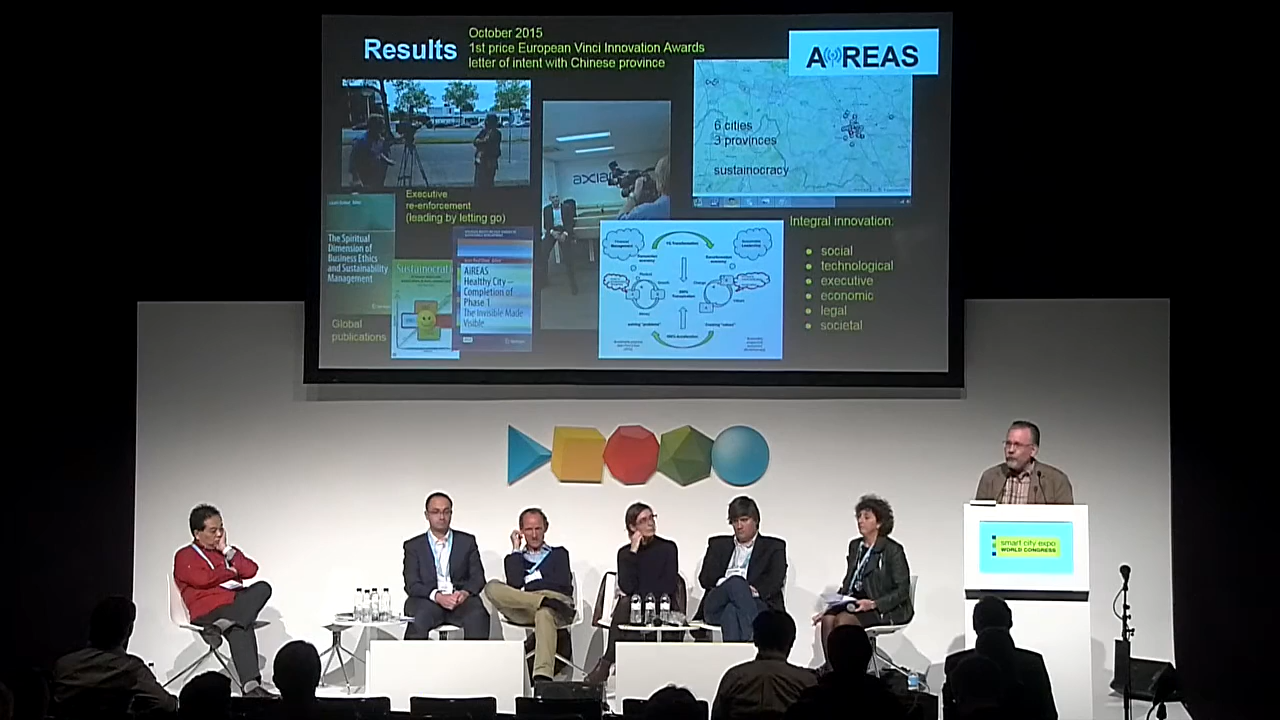 Results
October 2015
1st price European Vinci Innovation Awards
letter of intent with Chinese province
AiREAS
6 cities
3 provinces
sustainocracy
axia
Executive
re-enforcement
(leading by letting go)
The Spiritual
Dimension of
Business Ethics
and Sustainability
Management
Global
publications
Sustainocrat
AiREAS
Healthy City –
Completion of
Phase 1
The Invisible Made
Visible
Integral innovation:
social
technological
executive
economic
legal
societal
smart city expo
WORLD CONGRESS